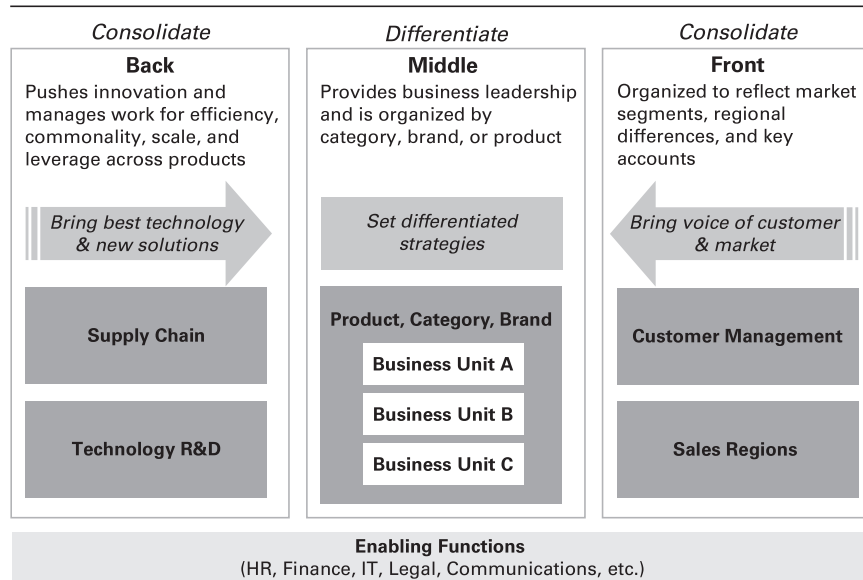 Consolidate
Back
Pushes innovation and
manages work for efficiency,
commonality, scale, and
leverage across products
Bring best technology
& new solutions
Supply Chain
Technology R&D
Differentiate
Middle
Provides business leadership
and is organized by
category, brand, or product
Set differentiated
strategies
Product, Category, Brand
Business Unit A
Business Unit B
Business Unit C
Consolidate
Front
Organized to reflect market
segments, regional
differences, and key
accounts
Bring voice of customer
& market
Customer Management
Sales Regions
Enabling Functions
(HR, Finance, IT, Legal, Communications, etc.)